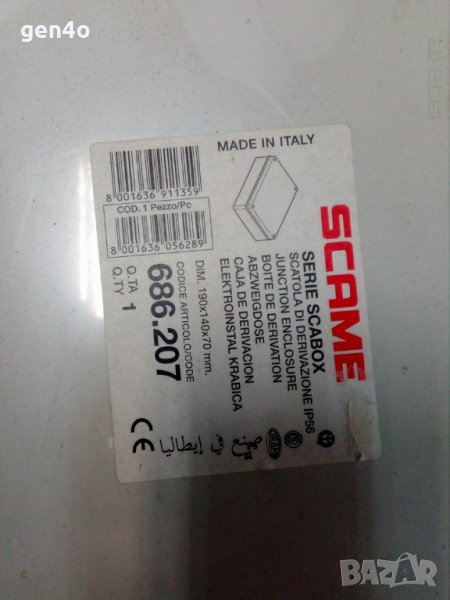 gen4o
MADE IN ITALY
8 001636 911359
COD. 1 Pezzo/Pc
8 001636 056289
Q.TA
Q.TY 1
686.207
CODICE ARTICOLO/CODE
DIM. 190x140x70 mm.
SCAME
SERIE SCABOX
SCATOLA DI DERIVAZIONE IP56
JUNCTION ENCLOSURE
BOITE DE DERIVATION
ABZWEIGDOSE
CAJA DE DERIVACION
ELEKTROINSTAL KRABICA
CE
صنع في إيطاليا
BAZAR